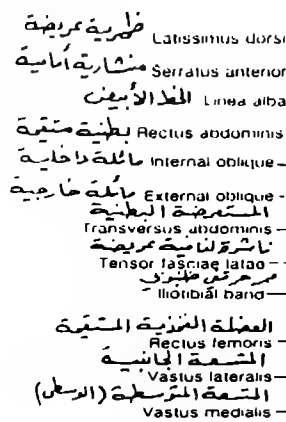 ظهرية عريضة Latissimus dorsi
منشارية أمامية Serratus anterior
الخط الأبيض Linea alba
بطنية مستقيمة Rectus abdominis
مائلة داخلية Internal oblique
مائلة خارجية External oblique
المستعرضة البطنية
Transversus abdominis
ناشرة لفافية عريضة
Tensor fasciae latae
Iliotibial band
العضلة الفخذية المستقيمة
Rectus femoris
المتسعة الجانبية
Vastus lateralis
المتسعة المتوسطة (الوسطى)
Vastus medialis